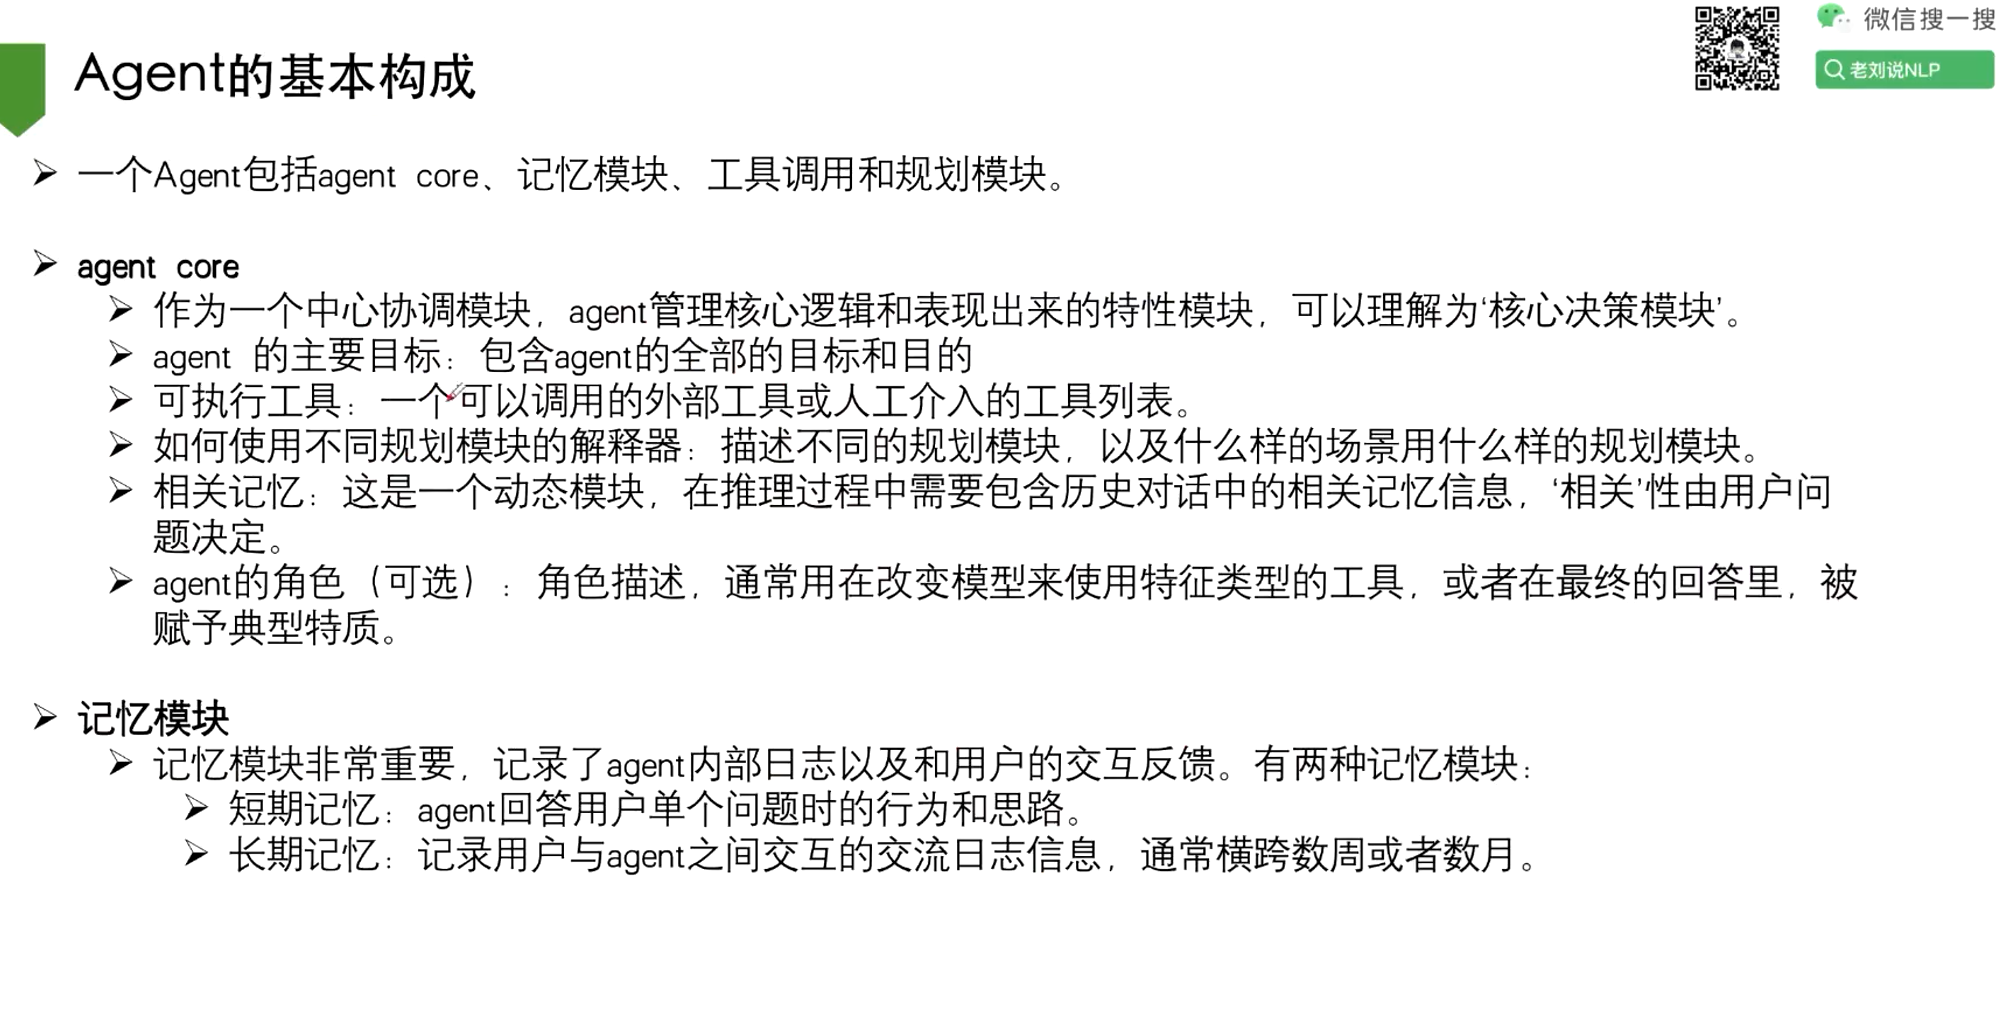 微信搜一搜
老刘说NLP
Agent的基本构成
一个Agent包括agent core、记忆模块、工具调用和规划模块。
agent core
作为一个中心协调模块，agent管理核心逻辑和表现出来的特性模块，可以理解为‘核心决策模块’。
agent 的主要目标：包含agent的全部的目标和目的
可执行工具：一个可以调用的外部工具或人工介入的工具列表。
如何使用不同规划模块的解释器：描述不同的规划模块，以及什么样的场景用什么样的规划模块。
相关记忆：这是一个动态模块，在推理过程中需要包含历史对话中的相关记忆信息，‘相关’性由用户问
题决定。
agent的角色（可选）：角色描述，通常用在改变模型来使用特征类型的工具，或者在最终的回答里，被
赋予典型特质。
记忆模块
记忆模块非常重要，记录了agent内部日志以及和用户的交互反馈。有两种记忆模块：
短期记忆：agent回答用户单个问题时的行为和思路。
长期记忆：记录用户与agent之间交互的交流日志信息，通常横跨数周或者数月。